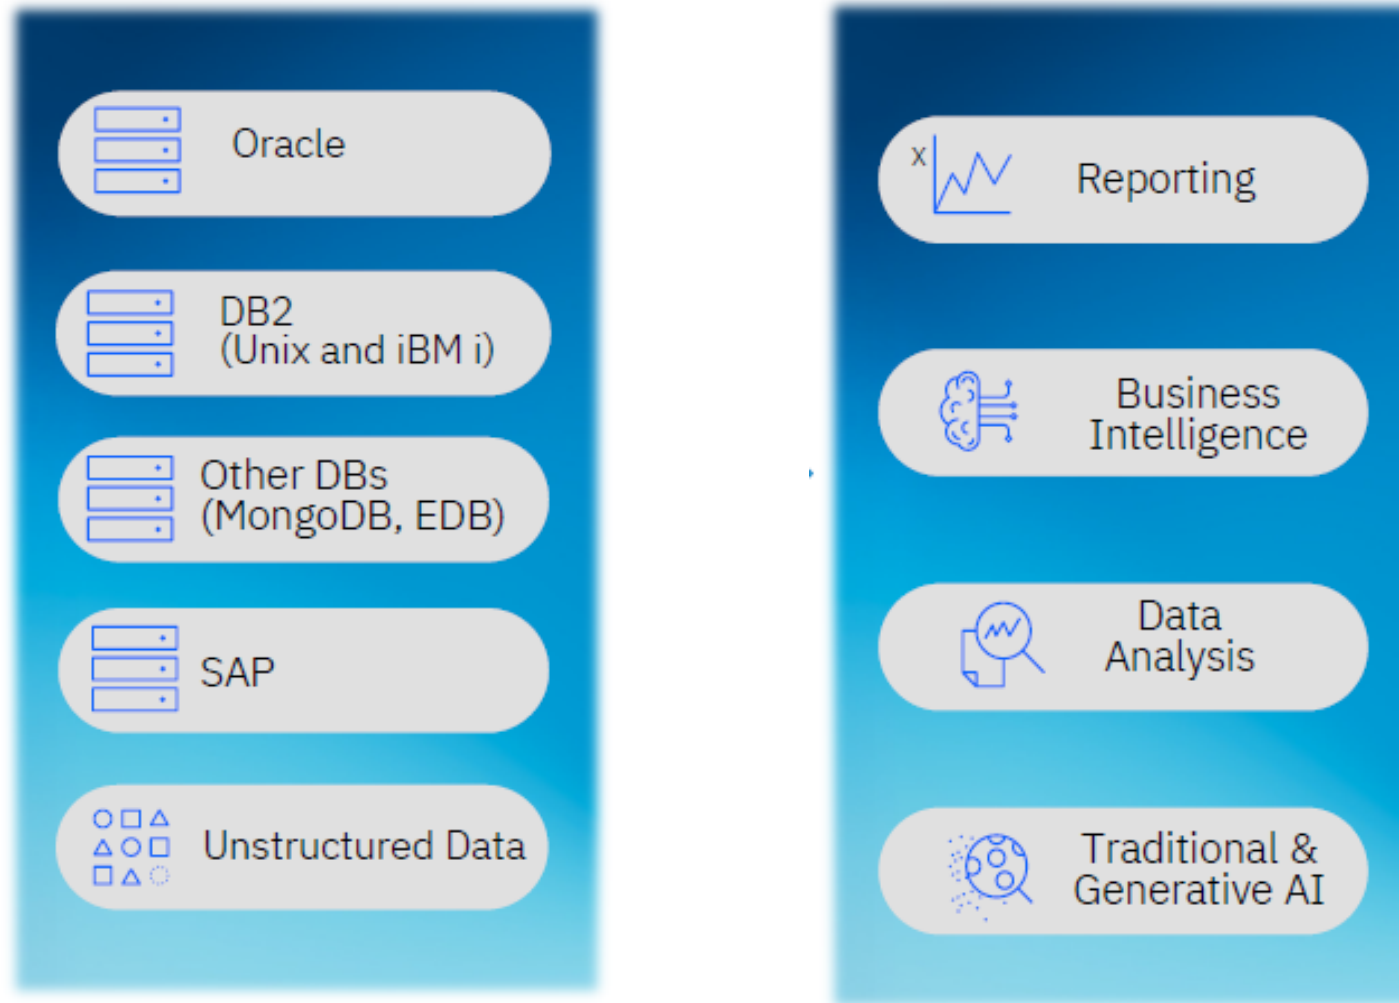 Oracle
DB2
(Unix and iBM i)
Other DBs
(MongoDB, EDB)
SAP
Unstructured Data
X
Reporting
Business
Intelligence
Data
Analysis
Traditional &
Generative AI